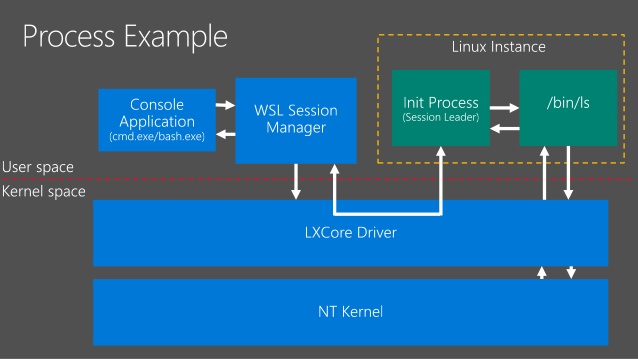 Process Example
Linux Instance
Console
Application
(cmd.exe/bash.exe)
WSL Session
Manager
Init Process
(Session Leader)
/bin/ls
User space
Kernel space
LXCore Driver
NT Kernel